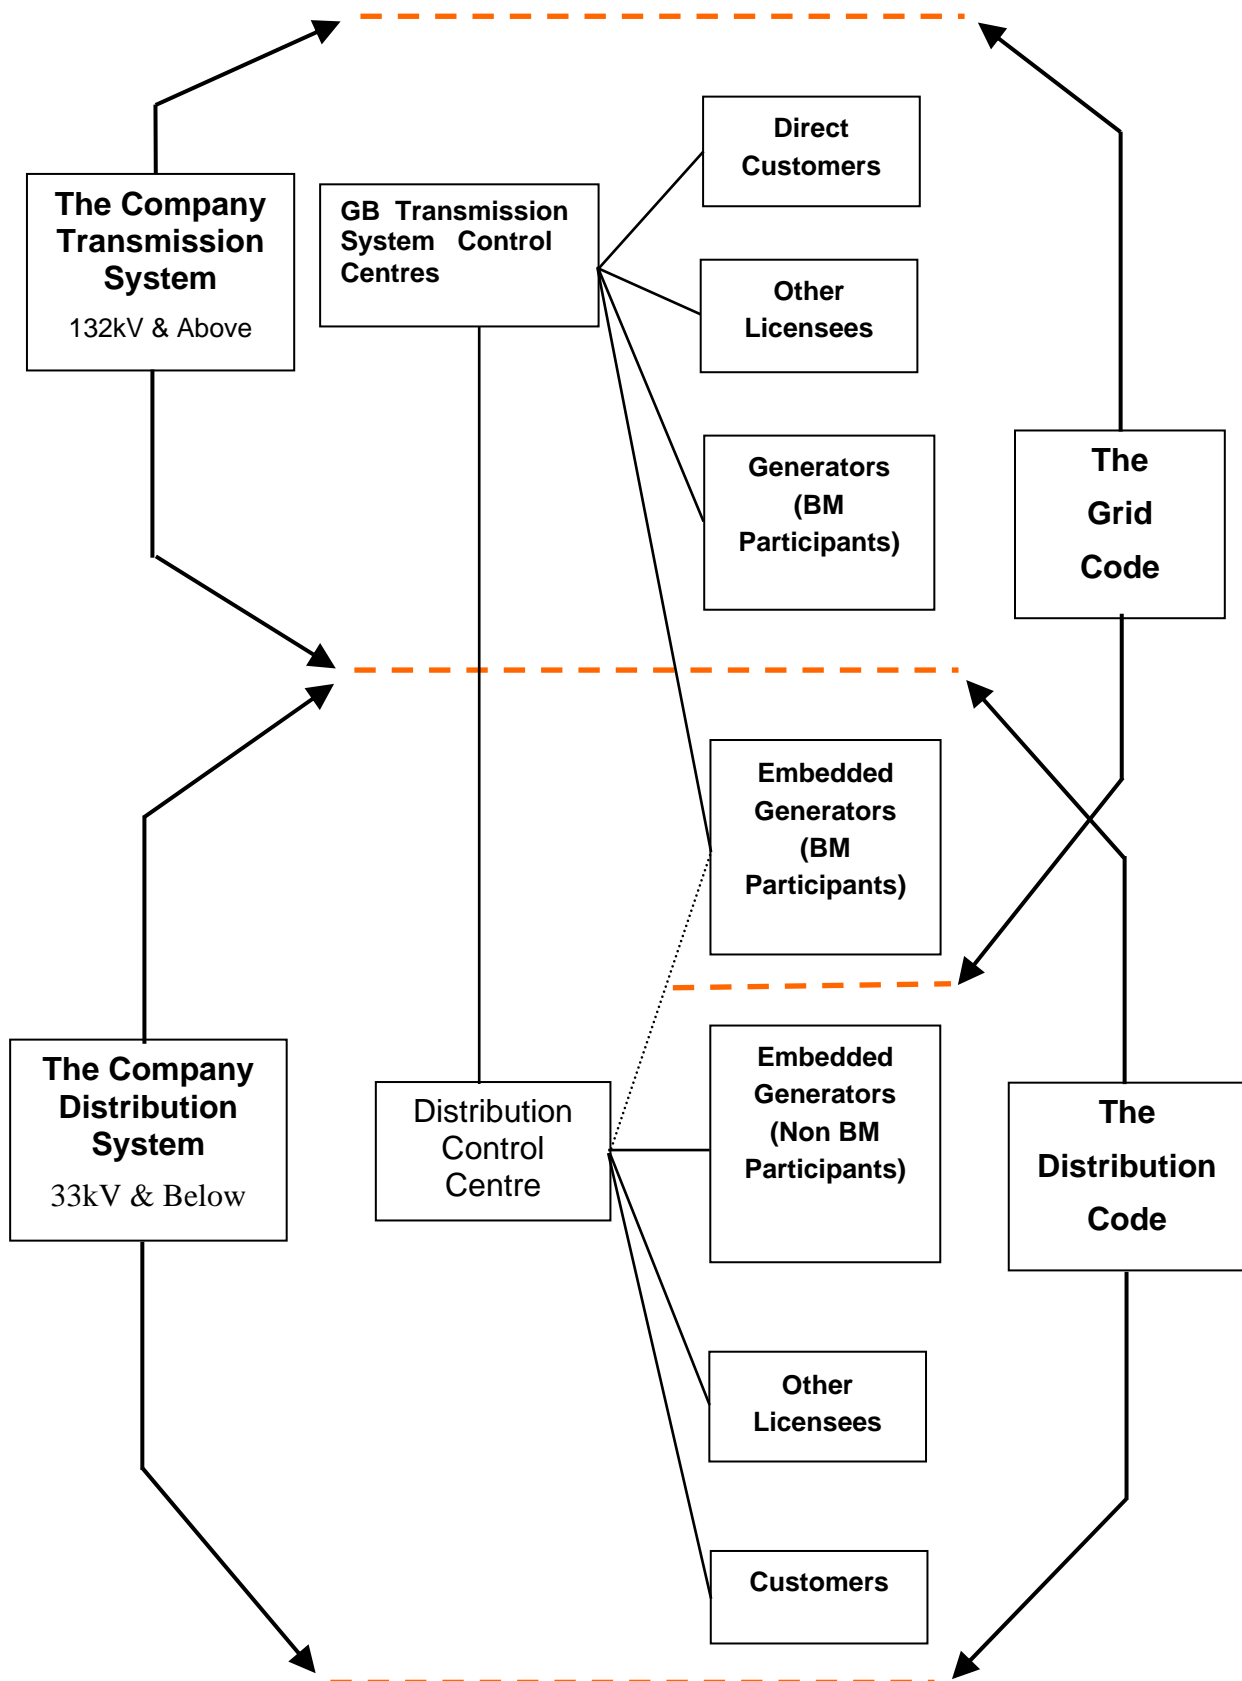 Direct
Customers
The Company
Transmission
System
132kV & Above
GB Transmission
System Control
Centres
Other
Licensees
Generators
(BM
Participants)
The
Grid
Code
Embedded
Generators
(BM
Participants)
The Company
Distribution
System
33kV & Below
Distribution
Control
Centre
Embedded
Generators
(Non BM
Participants)
The
Distribution
Code
Other
Licensees
Customers